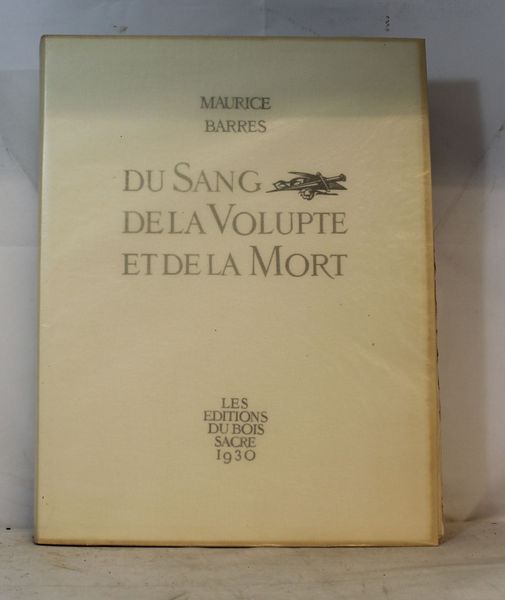 MAURICE
BARRES
DU SANG
DE LA VOLUPTE
ET DE LA MORT
LES
EDITIONS
DU BOIS
SACRE
1930